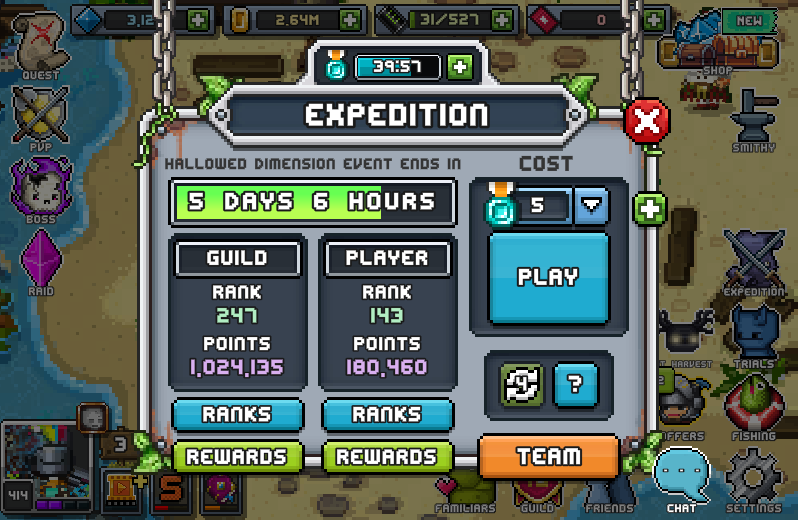 3,12
2.64M
31/527
0
NEW
QUEST
39:57
SHOP
EXPEDITION
PVP
SMITHY
HALLOWED DIMENSION EVENT ENDS IN
COST
5 DAYS 6 HOURS
5
BOSS
GUILD
PLAYER
PLAY
RANK
RANK
RAID
EXPEDITION
247
143
POINTS
POINTS
1,024,135
180,460
HARVEST
TRIALS
?
RANKS
RANKS
3
OFFERS
FISHING
REWARDS
REWARDS
TEAM
414
S
FAMILIARS
GUILD
FRIENDS
CHAT
SETTINGS